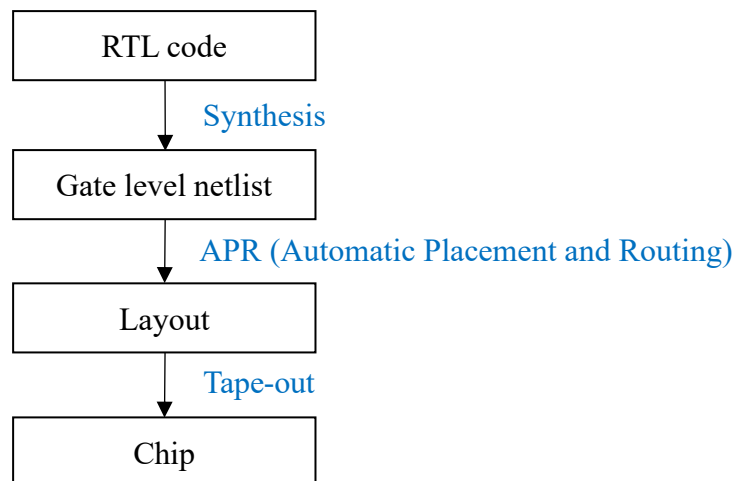 RTL code
Synthesis
Gate level netlist
APR (Automatic Placement and Routing)
Layout
Tape-out
Chip